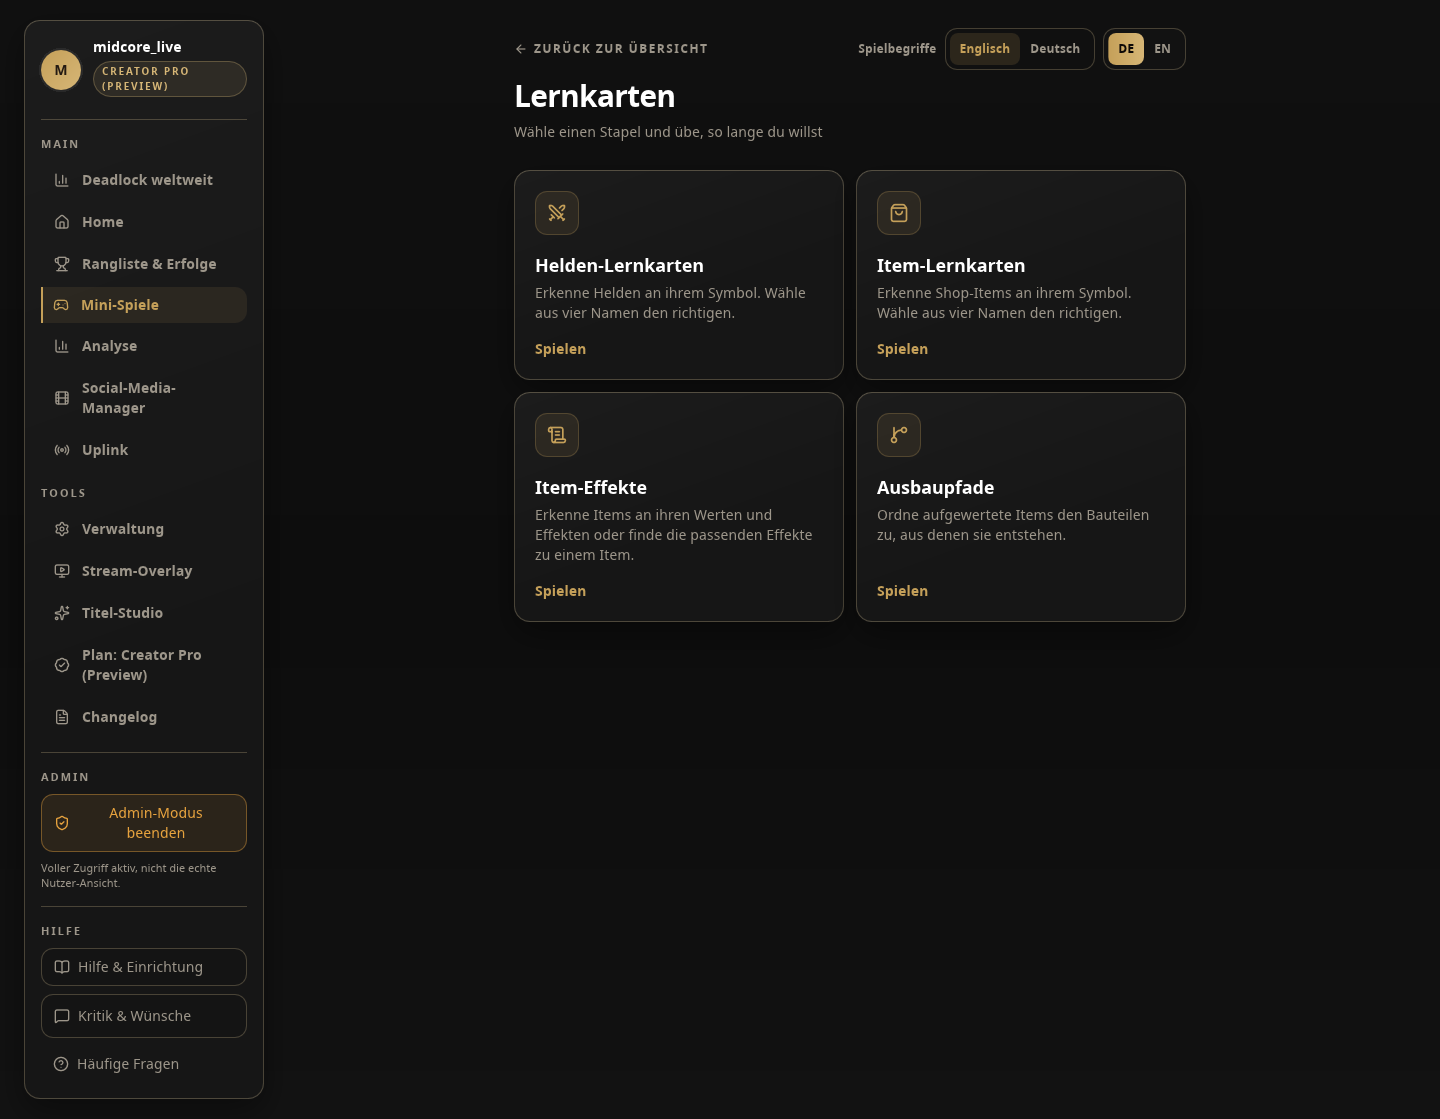 M
midcore_live
CREATOR PRO
(PREVIEW)
MAIN
Deadlock weltweit
Home
Rangliste & Erfolge
Mini-Spiele
Analyse
Social-Media-
Manager
Uplink
TOOLS
Verwaltung
Stream-Overlay
Titel-Studio
Plan: Creator Pro
(Preview)
Changelog
ADMIN
Admin-Modus
beenden
Voller Zugriff aktiv, nicht die echte
Nutzer-Ansicht.
HILFE
Hilfe & Einrichtung
Kritik & Wünsche
Häufige Fragen
ZURÜCK ZUR ÜBERSICHT
Spielbegriffe Englisch Deutsch DE EN
Lernkarten
Wähle einen Stapel und übe, so lange du willst
Helden-Lernkarten
Erkenne Helden an ihrem Symbol. Wähle
aus vier Namen den richtigen.
Spielen
Item-Lernkarten
Erkenne Shop-Items an ihrem Symbol.
Wähle aus vier Namen den richtigen.
Spielen
Item-Effekte
Erkenne Items an ihren Werten und
Effekten oder finde die passenden Effekte
zu einem Item.
Spielen
Ausbaupfade
Ordne aufgewertete Items den Bauteilen
zu, aus denen sie entstehen.
Spielen